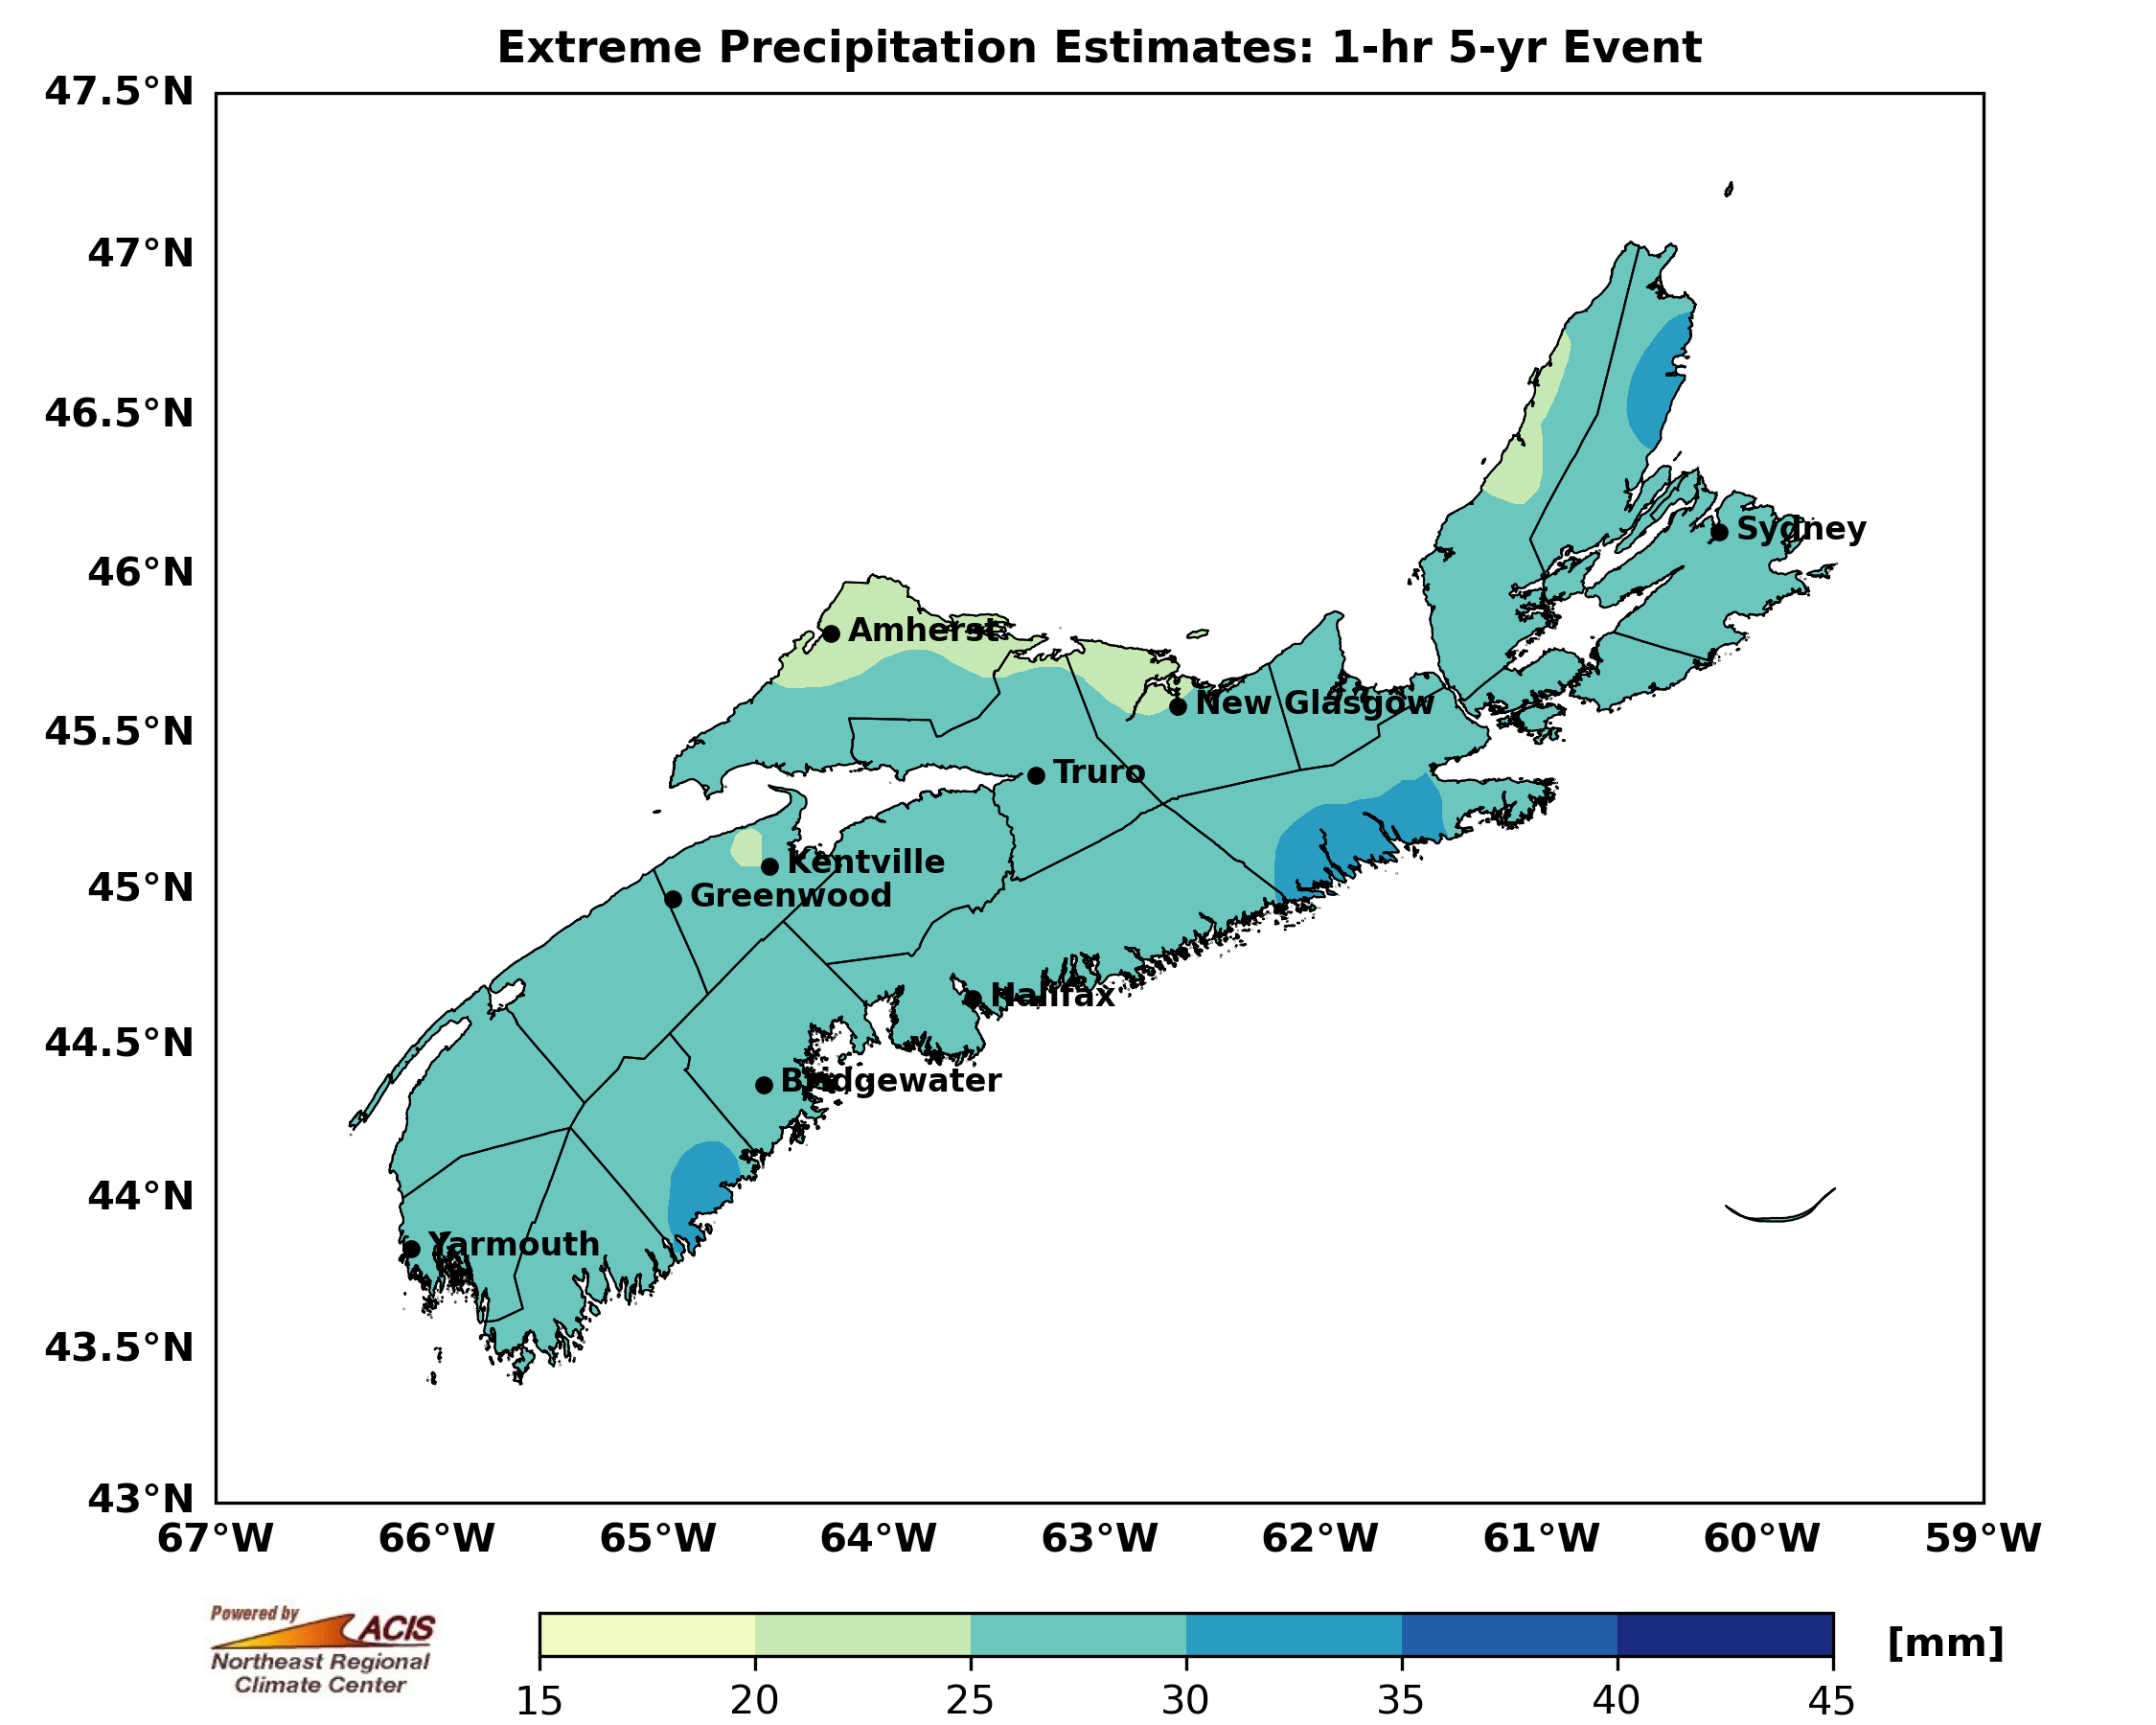 Extreme Precipitation Estimates: 1-hr 5-yr Event
47.5°N
47°N
46.5°N
46°N
45.5°N
45°N
44.5°N
44°N
43.5°N
43°N
Sydney
Amherst
New Glasgow
Truro
Kentville
Greenwood
Halifax
Bridgewater
Yarmouth
67°W 66°W 65°W 64°W 63°W 62°W 61°W 60°W 59°W
Powered by
ACIS
Northeast Regional
Climate Center
[mm]
15 20 25 30 35 40 45